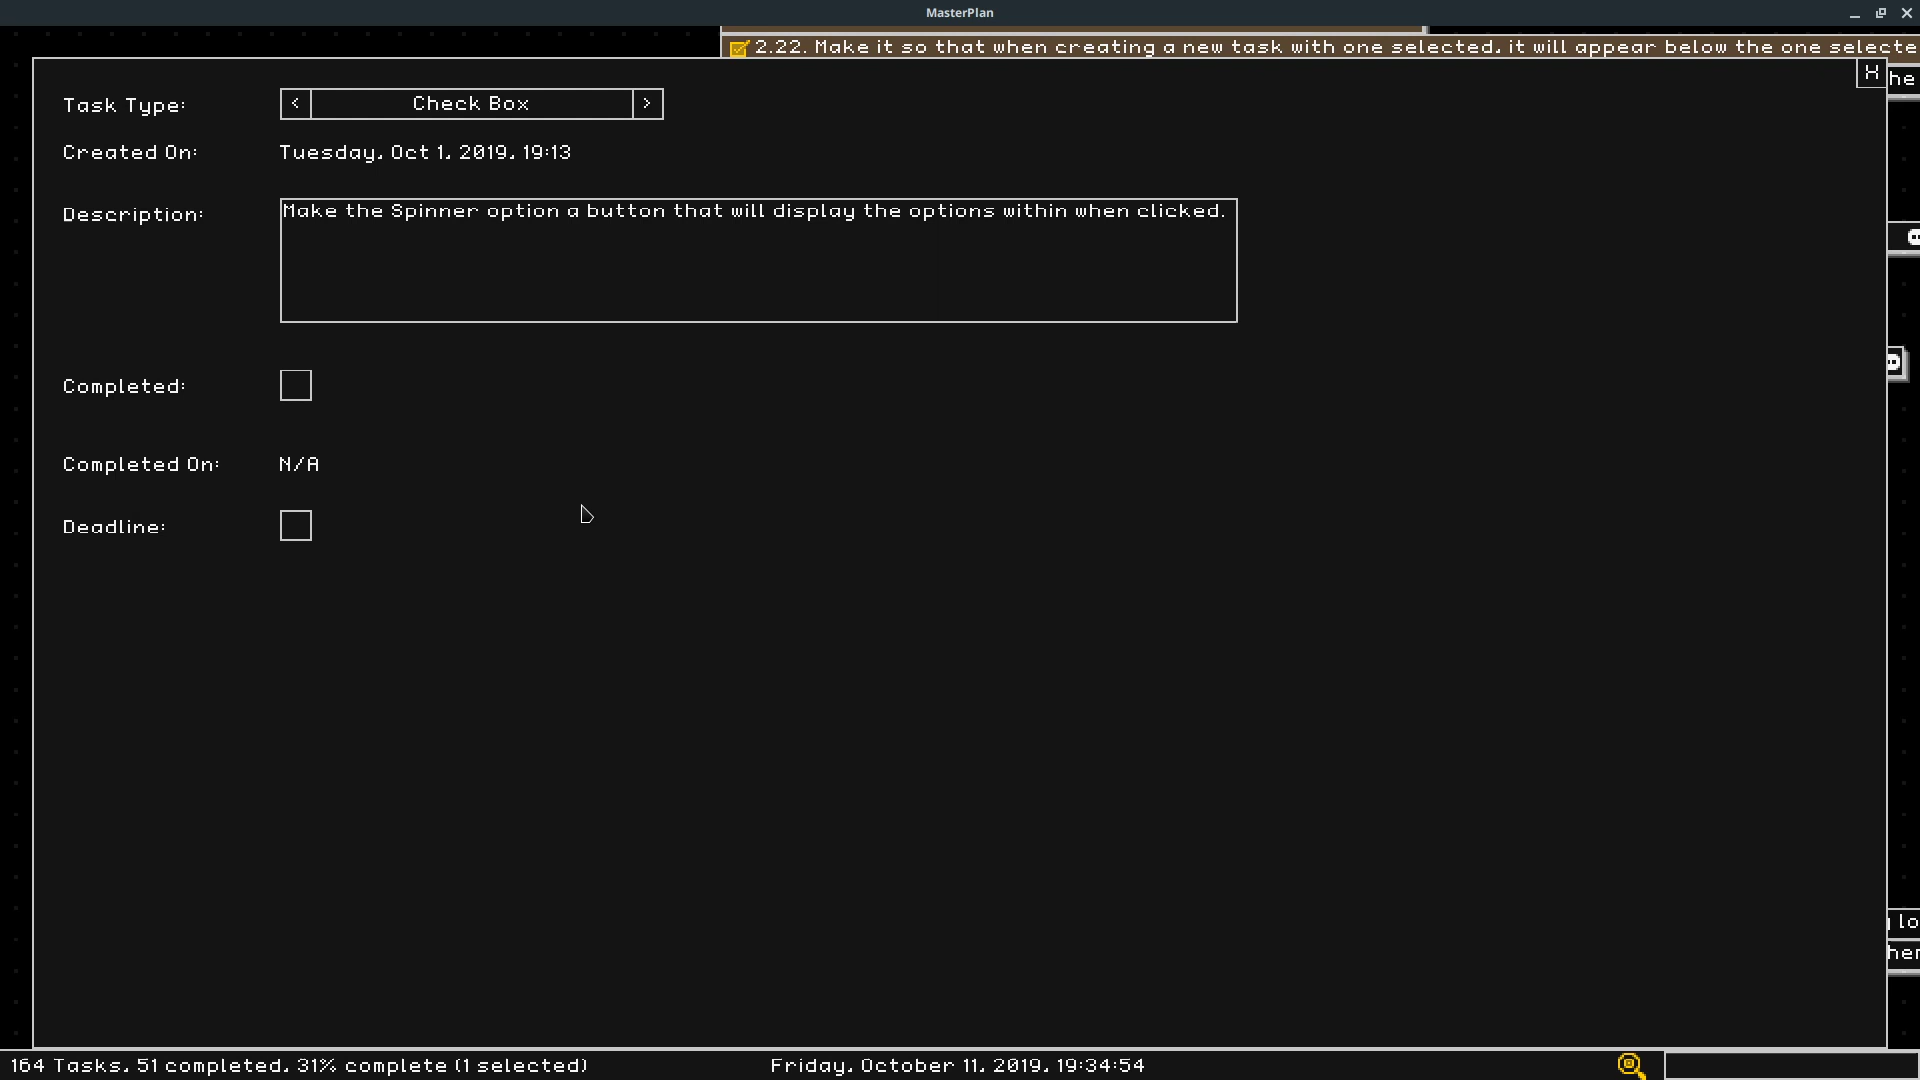 MasterPlan
2.22. Make it so that when creating a new task with one selected, it will appear below the one selecte
X
he
Task Type:
< Check Box >
Created On:
Tuesday, Oct 1, 2019, 19:13
Description:
Make the Spinner option a button that will display the options within when clicked.
Completed:
Completed On:
N/A
Deadline:
lo
her
164 Tasks, 51 completed, 31% complete (1 selected)
Friday, October 11, 2019, 19:34:54